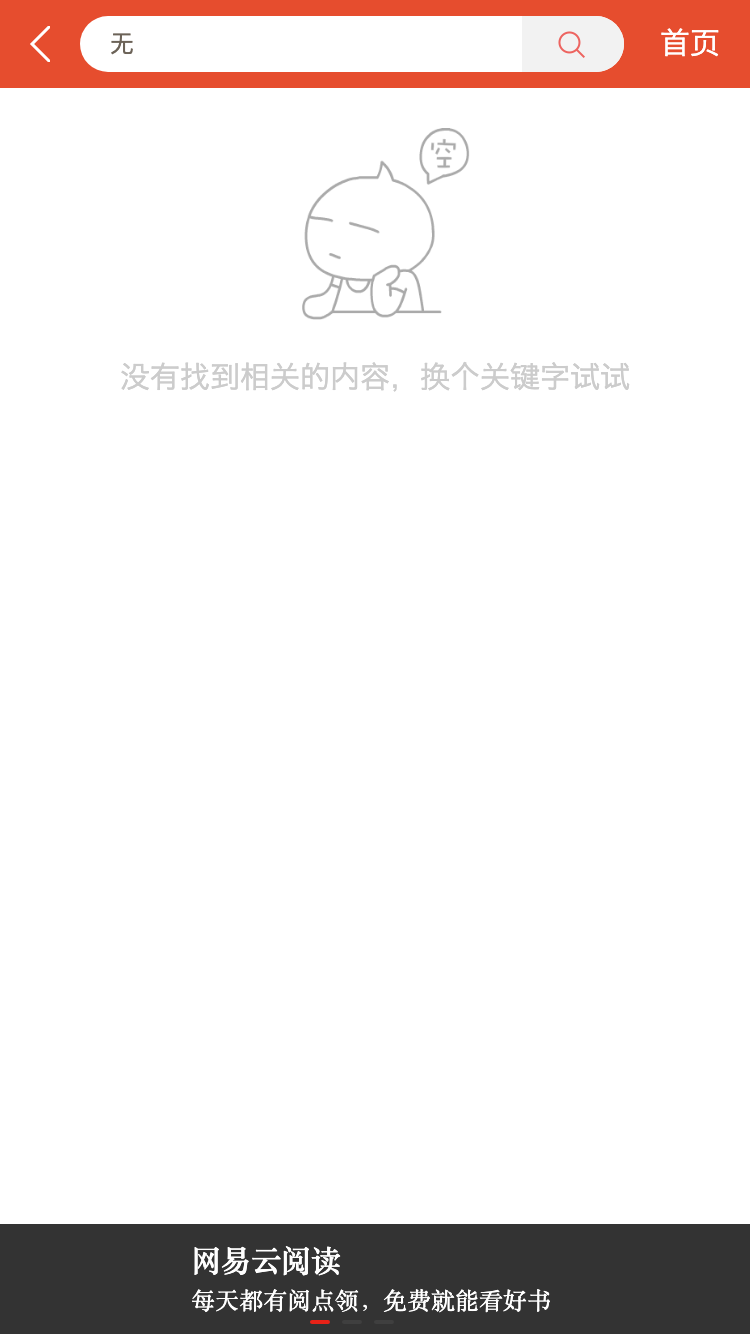 无
首页
空
没有找到相关的内容，换个关键字试试
网易云阅读
每天都有阅点领，免费就能看好书